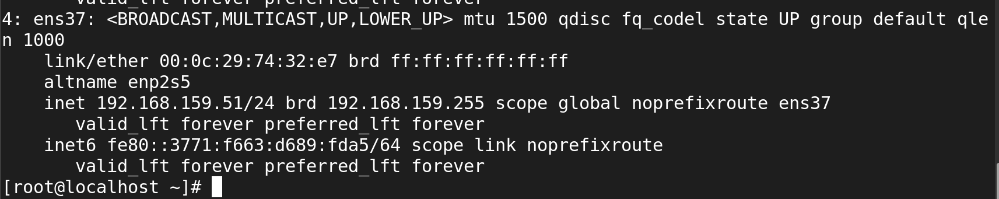 valid_lft forever preferred_lft forever
4: ens37: <BROADCAST,MULTICAST,UP,LOWER_UP> mtu 1500 qdisc fq_codel state UP group default qle
n 1000
    link/ether 00:0c:29:74:32:e7 brd ff:ff:ff:ff:ff:ff
    altname enp2s5
    inet 192.168.159.51/24 brd 192.168.159.255 scope global noprefixroute ens37
       valid_lft forever preferred_lft forever
    inet6 fe80::3771:f663:d689:fda5/64 scope link noprefixroute
       valid_lft forever preferred_lft forever
[root@localhost ~]#